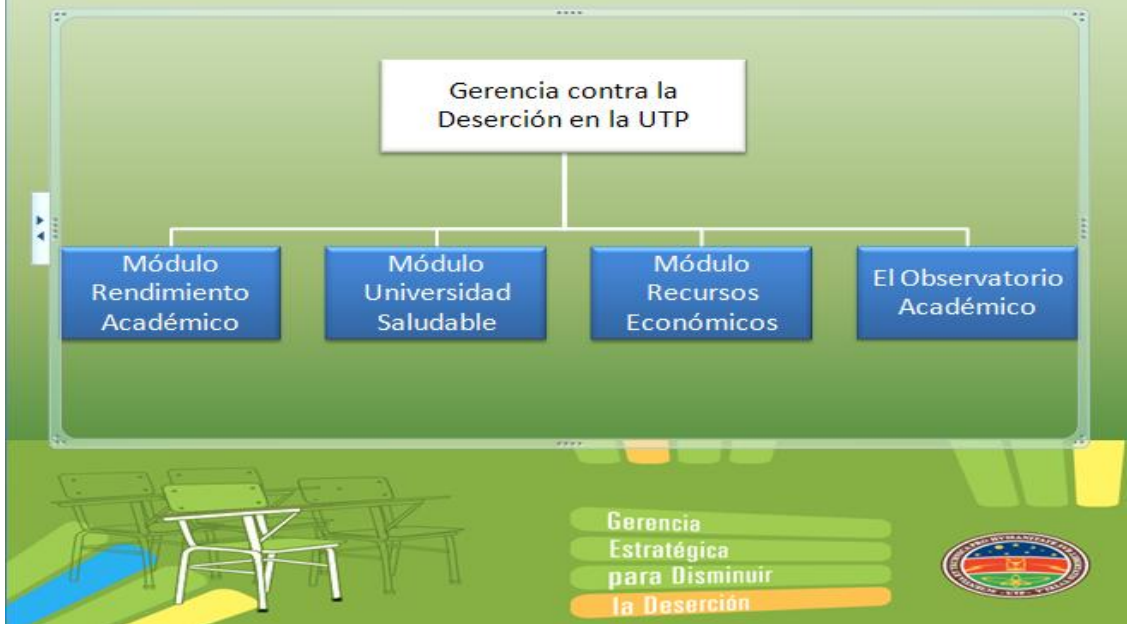 Gerencia contra la
Deserción en la UTP
Módulo
Rendimiento
Académico
Módulo
Universidad
Saludable
Módulo
Recursos
Económicos
El Observatorio
Académico
Gerencia
Estratégica
para Disminuir
la Deserción